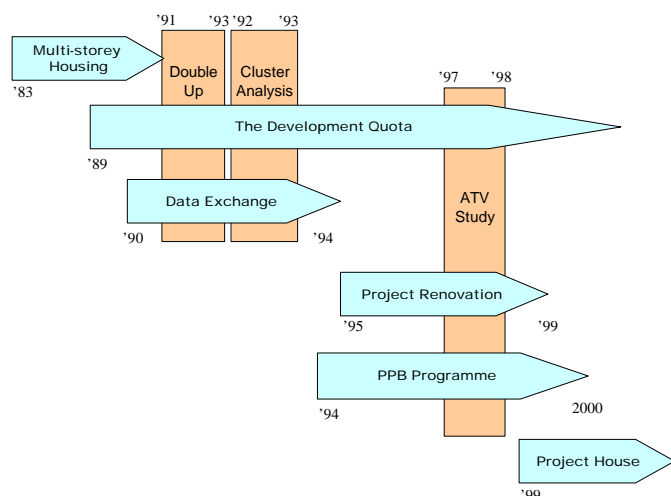 '91
'93
'92
'93
Multi-storey
Housing
'83
Double
Up
Cluster
Analysis
'97
'98
The Development Quota
'89
Data Exchange
'90
'94
ATV
Study
Project Renovation
'95
'99
PPB Programme
'94
2000
Project House
'99